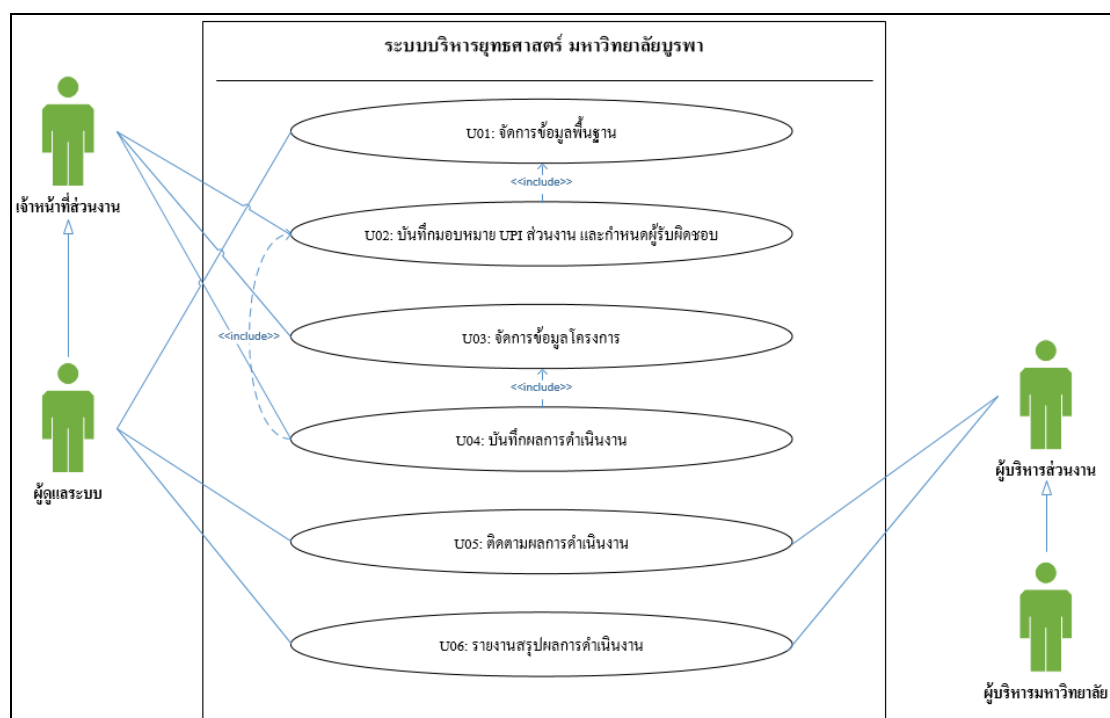 ระบบบริหารยุทธศาสตร์ มหาวิทยาลัยบูรพา
U01: จัดการข้อมูลพื้นฐาน
<<include>>
เจ้าหน้าที่ส่วนงาน
U02: บันทึกมอบหมาย UPI ส่วนงาน และกำหนดผู้รับผิดชอบ
<<include>>
U03: จัดการข้อมูลโครงการ
<<include>>
U04: บันทึกผลการดำเนินงาน
ผู้ดูแลระบบ
ผู้บริหารส่วนงาน
U05: ติดตามผลการดำเนินงาน
U06: รายงานสรุปผลการดำเนินงาน
ผู้บริหารมหาวิทยาลัย